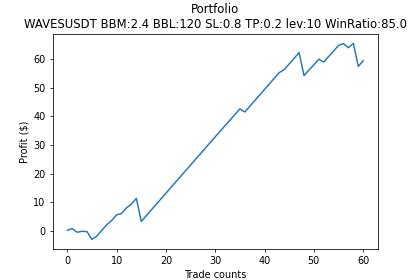 Portfolio
WAVESUSDT BBM:2.4 BBL:120 SL:0.8 TP:0.2 lev:10 WinRatio:85.0
Profit ($)
60
50
40
30
20
10
0
0 10 20 30 40 50 60
Trade counts